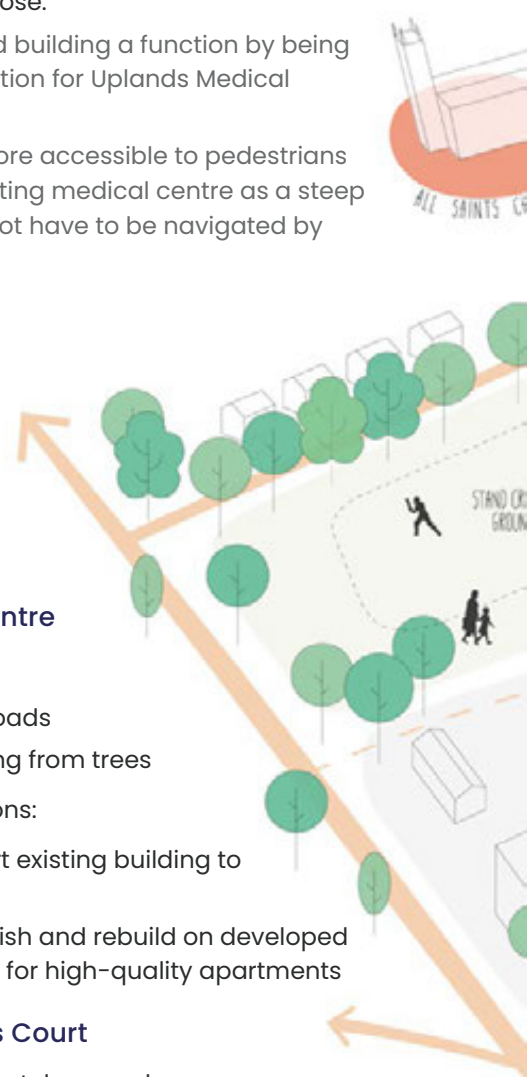 ose.
d building a function by being
tion for Uplands Medical
ore accessible to pedestrians
ting medical centre as a steep
ot have to be navigated by
ALL SAINTS
STAND
ntre
oads
ng from trees
ons:
t existing building to
ish and rebuild on developed
for high-quality apartments
s Court